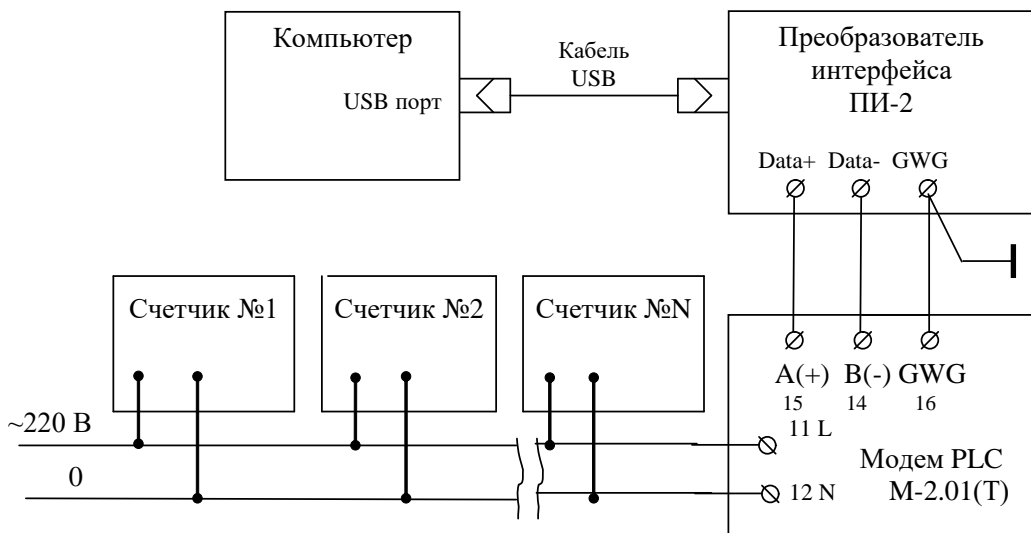 Компьютер
USB порт
Кабель
USB
Преобразователь
интерфейса
ПИ-2
Data+ Data- GWG
Счетчик №1
Счетчик №2
Счетчик №N
~220 В
0
A(+) B(-) GWG
15 14 16
11 L
12 N
Модем PLC
М-2.01(Т)